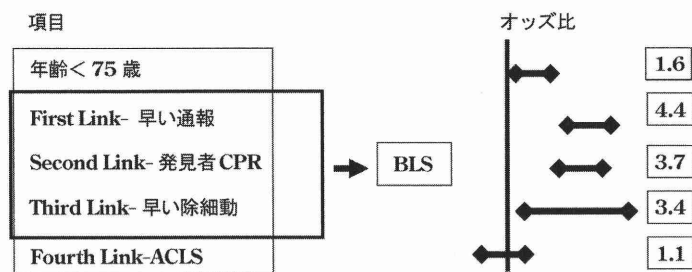 項目
オッズ比
年齢＜75歳
1.6
First Link- 早い通報
4.4
Second Link- 発見者CPR
BLS
3.7
Third Link- 早い除細動
3.4
Fourth Link-ACLS
1.1